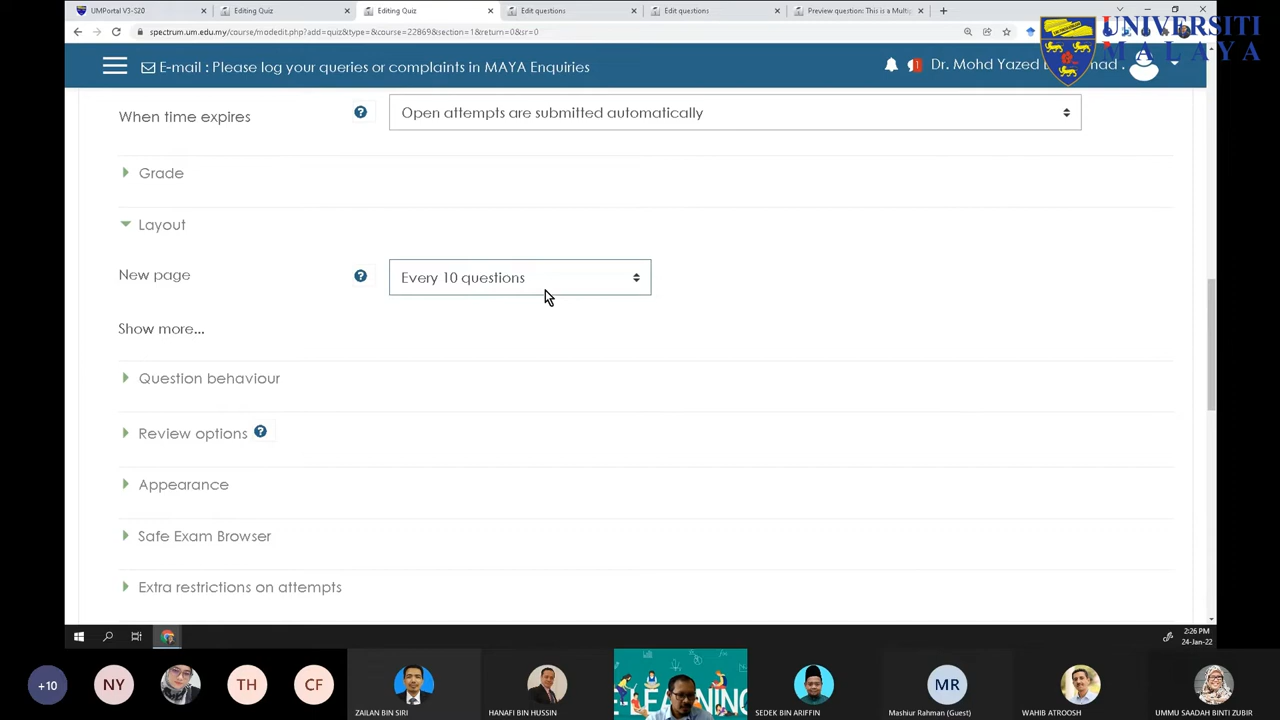 UMPortal V3-S20
Editing Quiz
Editing Quiz
Edit questions
Edit questions
Preview question: This is a Multip
spectrum.um.edu.my/course/modedit.php?add=quiz&type=&course=22869&section=1&return=0&sr=0
UNIVERSITI
MALAYA
E-mail : Please log your queries or complaints in MAYA Enquiries
Dr. Mohd Yazed
When time expires
Open attempts are submitted automatically
Grade
Layout
New page
Every 10 questions
Show more...
Question behaviour
Review options
Appearance
Safe Exam Browser
Extra restrictions on attempts
2:26 PM
24-Jan-22
+10
NY
TH
CF
ZAILAN BIN SIRI
HANAFI BIN HUSSIN
SEDEK BIN ARIFFIN
MR
Mashiur Rahman (Guest)
WAHIB ATROOSH
UMMU SAADAH BINTI ZUBIR